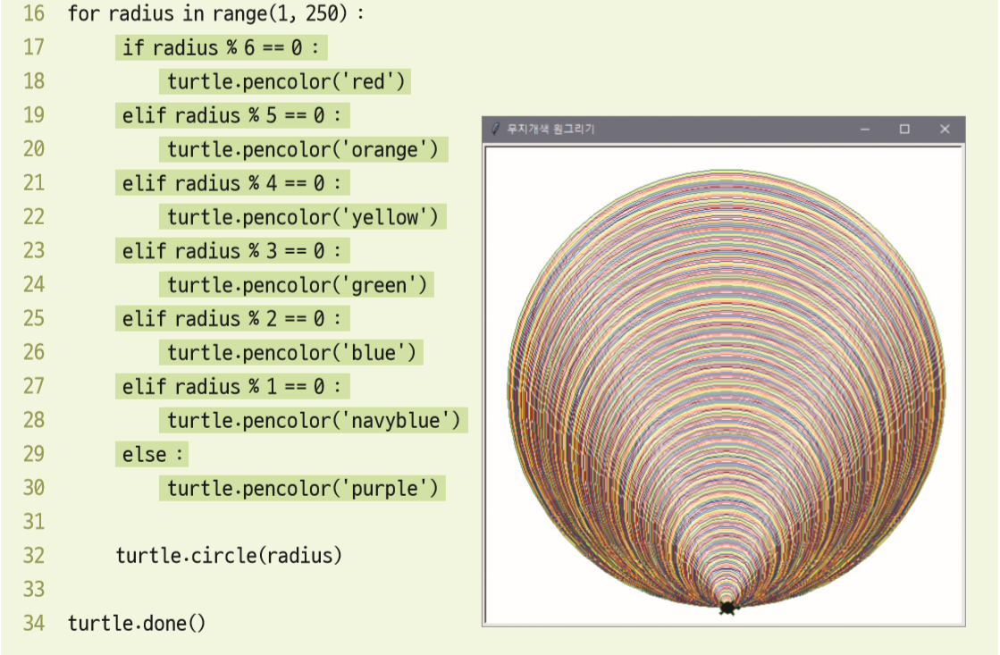 16 for radius in range(1, 250) :
17 if radius % 6 == 0 :
18 turtle.pencolor('red')
19 elif radius % 5 == 0 :
20 turtle.pencolor('orange')
21 elif radius % 4 == 0 :
22 turtle.pencolor('yellow')
23 elif radius % 3 == 0 :
24 turtle.pencolor('green')
25 elif radius % 2 == 0 :
26 turtle.pencolor('blue')
27 elif radius % 1 == 0 :
28 turtle.pencolor('navyblue')
29 else :
30 turtle.pencolor('purple')
31
32 turtle.circle(radius)
33
34 turtle.done()
무지개색 원그리기